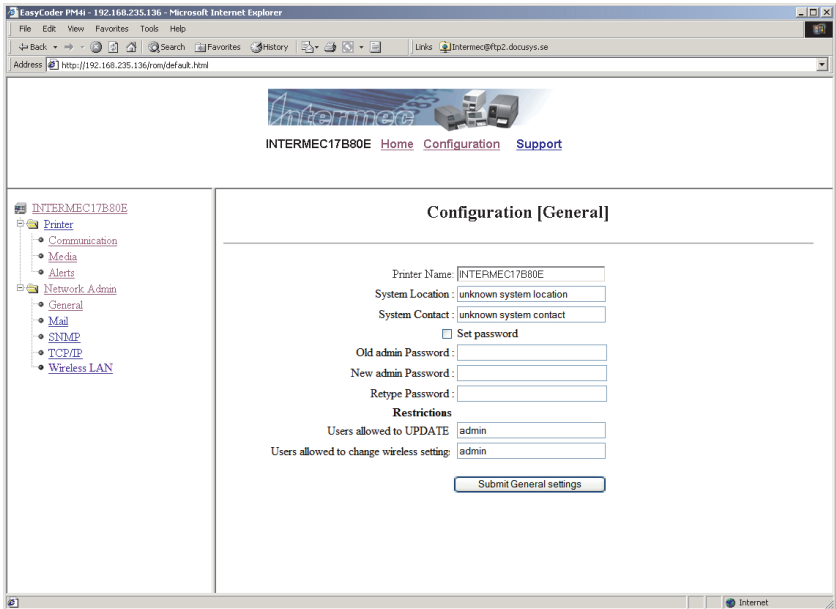 EasyCoder PM4i - 192.168.235.136 - Microsoft Internet Explorer
File Edit View Favorites Tools Help
Back Search Favorites History Links Intermec@ftp2.docusys.se
Address http://192.168.235.136/rom/default.html
Intermec
INTERMEC17B80E Home Configuration Support
INTERMEC17B80E
Printer
Communication
Media
Alerts
Network Admin
General
Mail
SNMP
TCP/IP
Wireless LAN
Configuration [General]
Printer Name: INTERMEC17B80E
System Location : unknown system location
System Contact : unknown system contact
Set password
Old admin Password :
New admin Password :
Retype Password :
Restrictions
Users allowed to UPDATE admin
Users allowed to change wireless setting: admin
Submit General settings
Internet